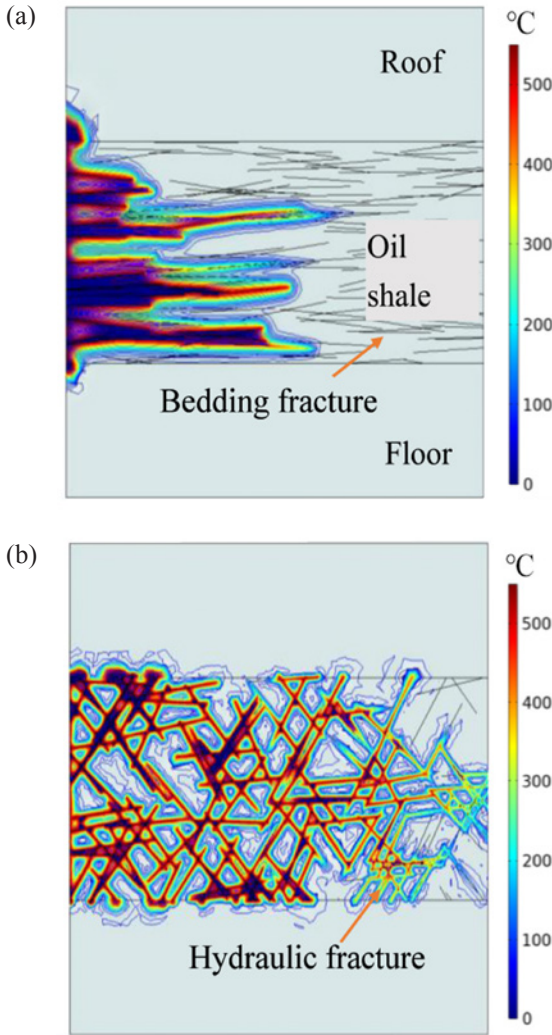 (a)
°C
Roof
500
400
Oil
shale
300
200
Bedding fracture
100
Floor
0
(b)
°C
500
400
300
200
Hydraulic fracture
100
0